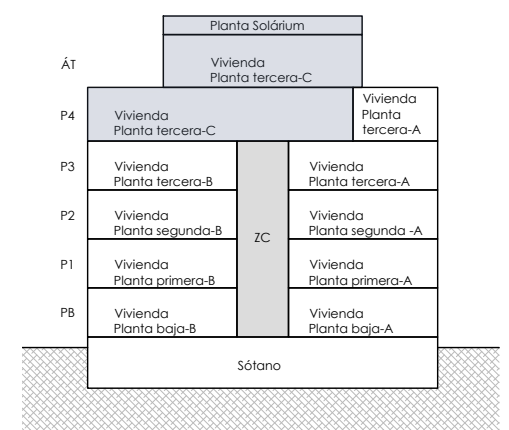 Planta Solárium
ÁT
Vivienda
Planta tercera-C
P4
Vivienda
Planta tercera-C
Vivienda
Planta
tercera-A
P3
Vivienda
Planta tercera-B
Vivienda
Planta tercera-A
P2
Vivienda
Planta segunda-B
Vivienda
Planta segunda -A
ZC
P1
Vivienda
Planta primera-B
Vivienda
Planta primera-A
PB
Vivienda
Planta baja-B
Vivienda
Planta baja-A
Sótano